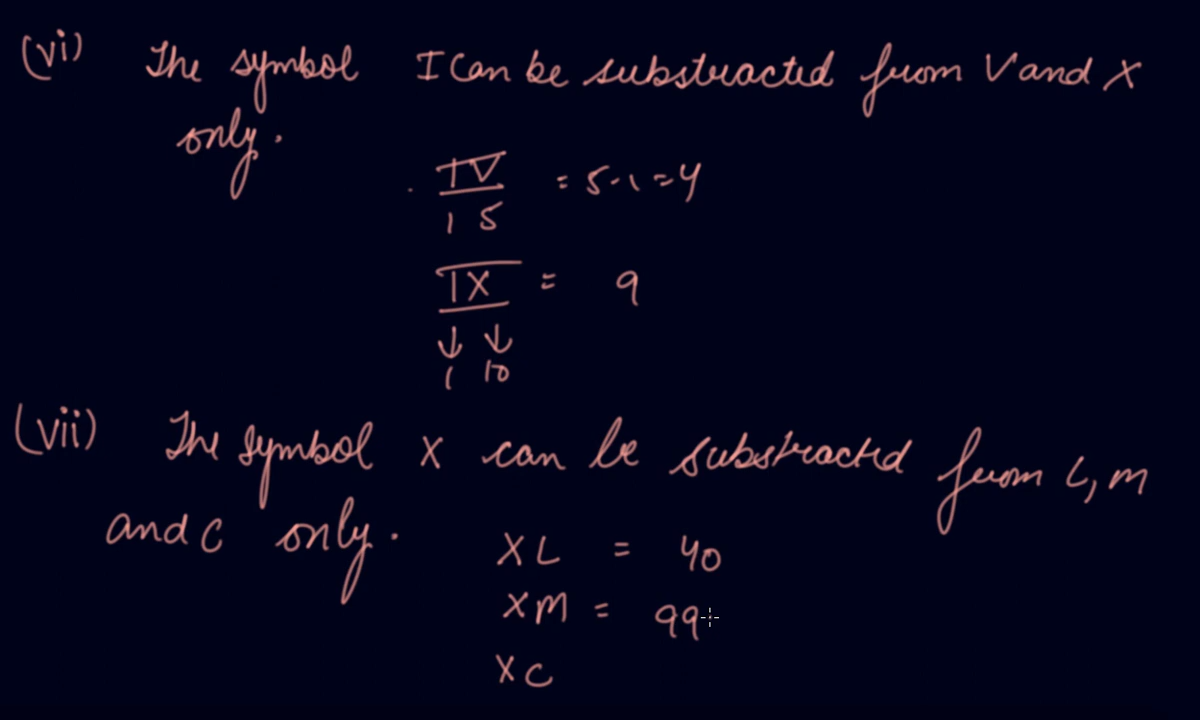 (vi) The symbol I can be substracted from V and X
only.
IV = 5-1=4
1 5
IX = 9
↓ ↓
1 10
(vii) The symbol X can be substracted from L, M
and C only.
XL = 40
XM = 99
XC